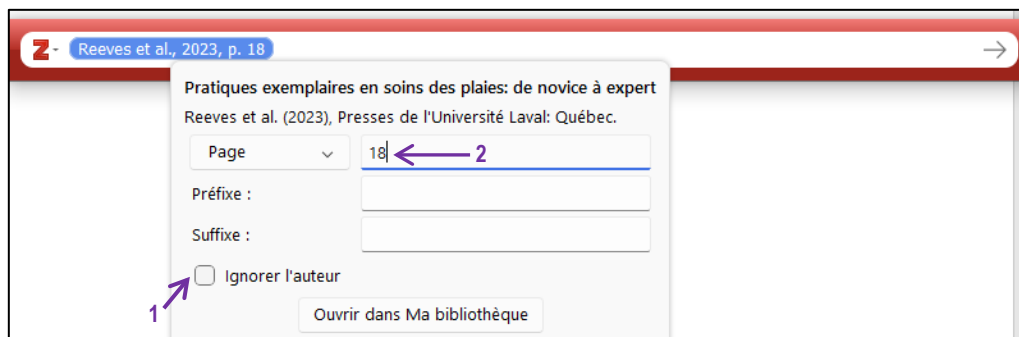 Z Reeves et al., 2023, p. 18
Pratiques exemplaires en soins des plaies: de novice à expert
Reeves et al. (2023), Presses de l'Université Laval: Québec.
Page 18 2
Préfixe :
Suffixe :
Ignorer l'auteur
1
Ouvrir dans Ma bibliothèque